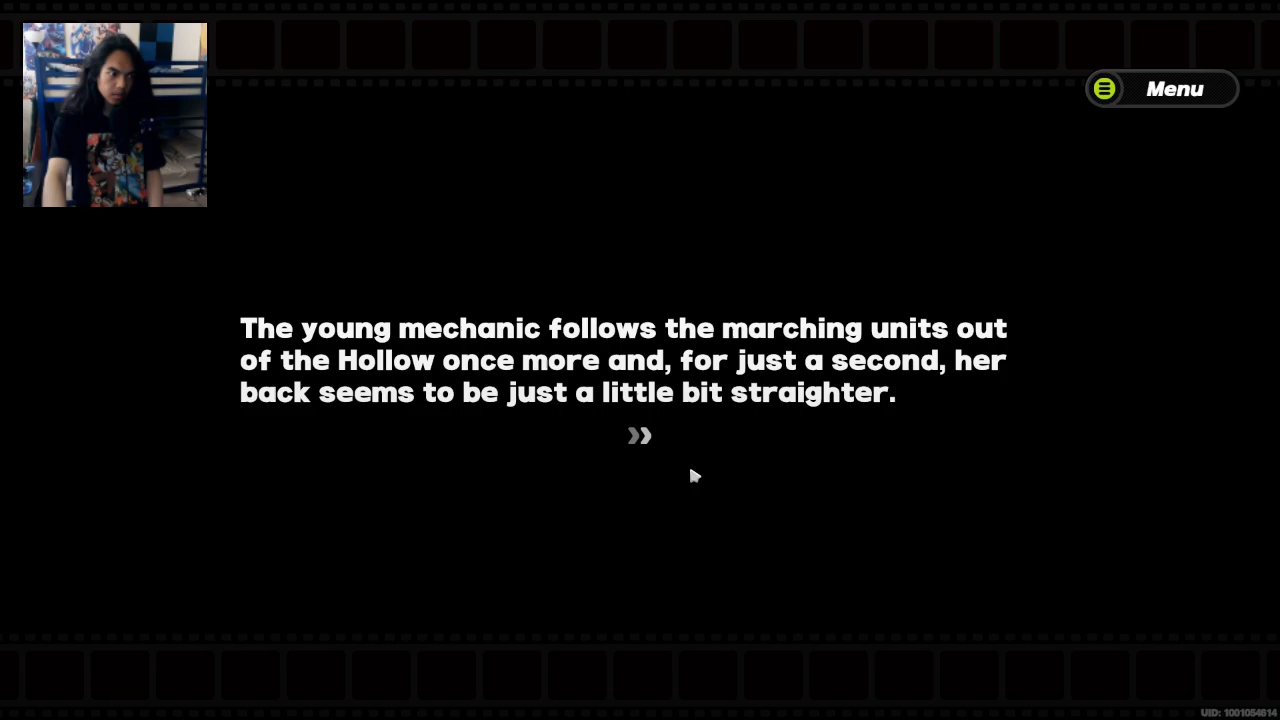 Menu
The young mechanic follows the marching units out
of the Hollow once more and, for just a second, her
back seems to be just a little bit straighter.
UID: 1001054614